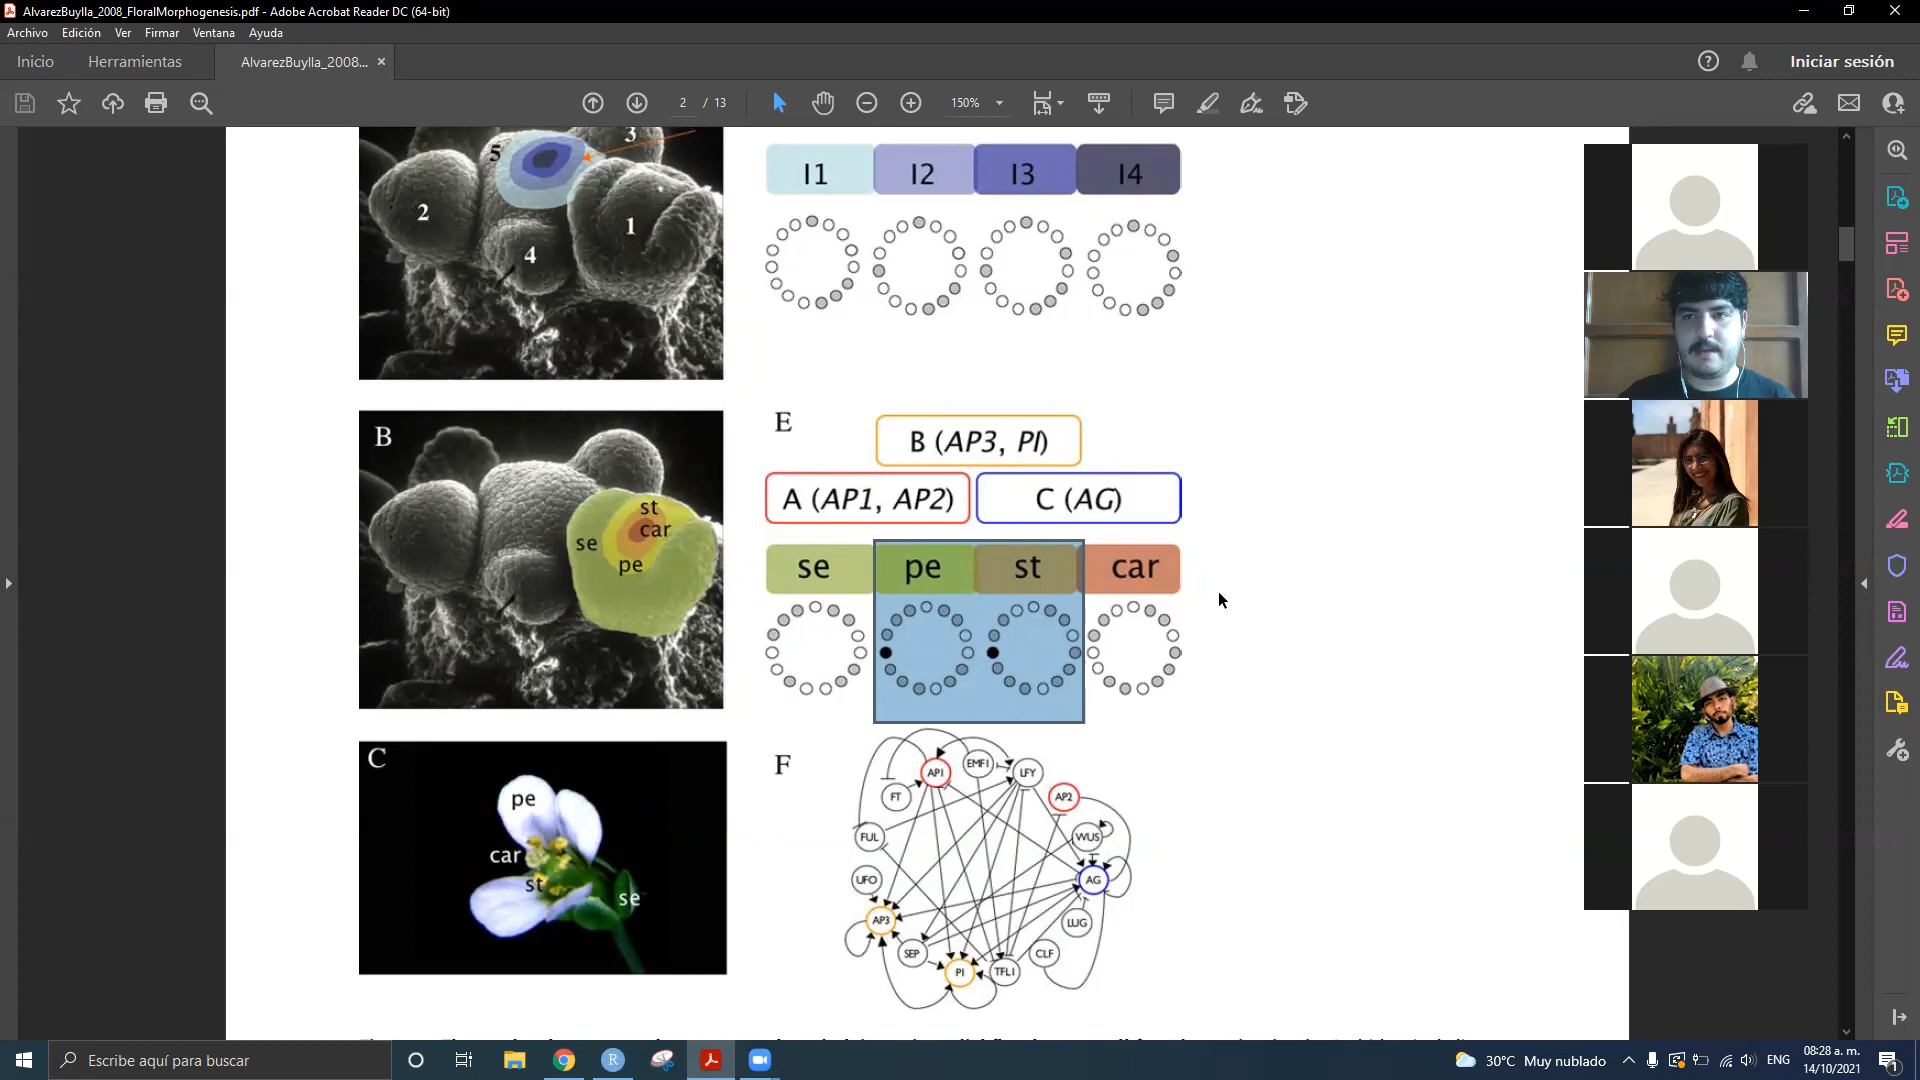 AlvarezBuylla_2008_FloralMorphogenesis.pdf - Adobe Acrobat Reader DC (64-bit)
Archivo Edición Ver Firmar Ventana Ayuda
Inicio Herramientas AlvarezBuylla_2008... × Iniciar sesión
2 / 13 150%
5 3 2 1 4
I1 I2 I3 I4
B
se st car pe
E
B (AP3, PI)
A (AP1, AP2) C (AG)
se pe st car
C
pe
car
st
se
F
AP1 EMF1 LFY
FT AP2
FUL WUS
UFO AG
AP3 LUG
SEP CLF
PI TFL1
Escribe aquí para buscar
30°C Muy nublado ENG 08:28 a. m.
14/10/2021
1